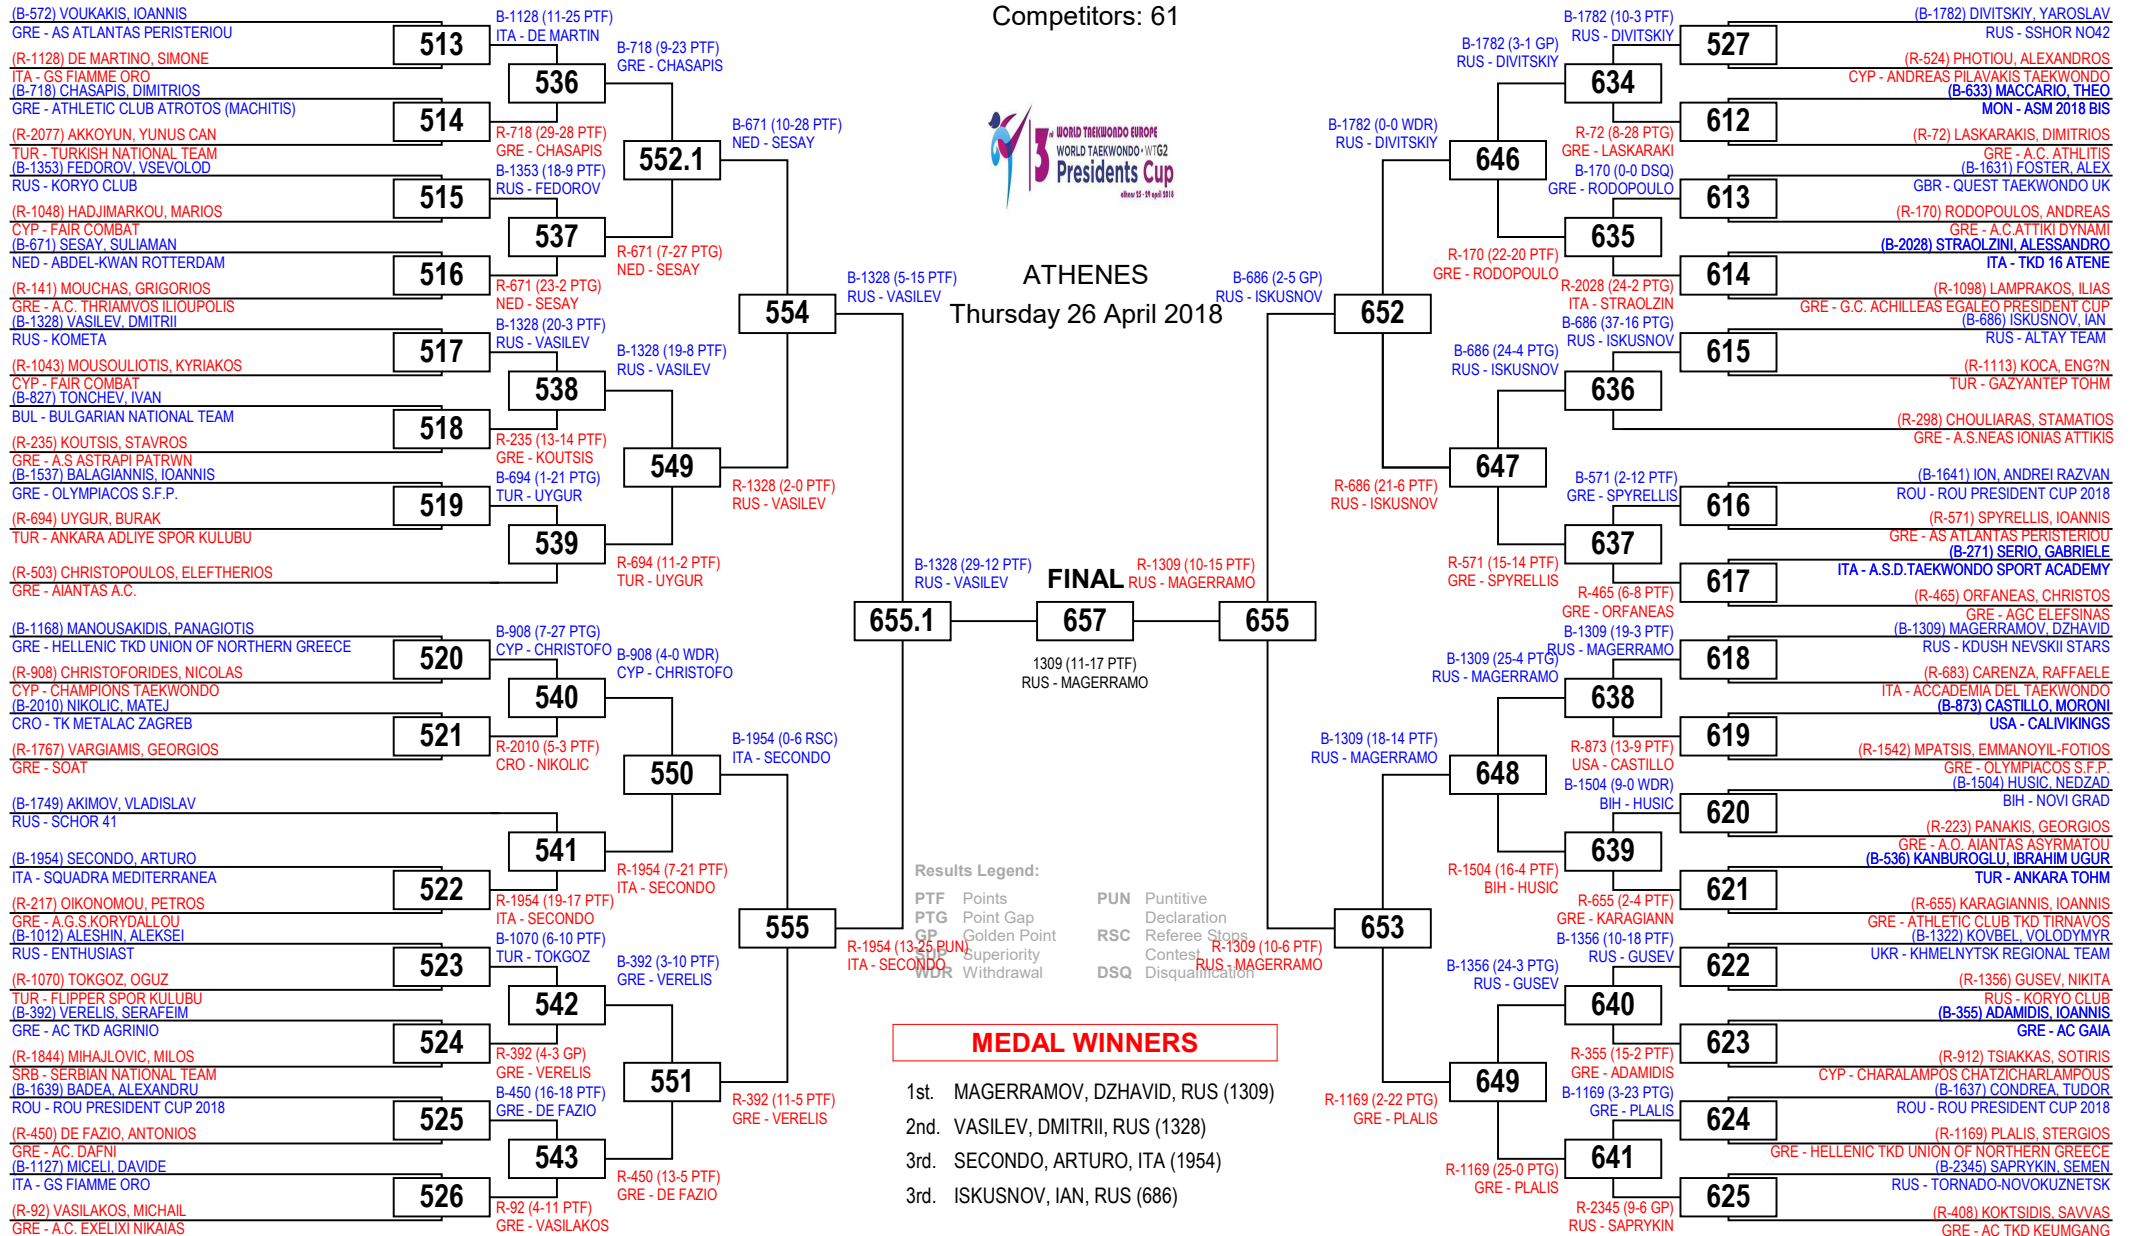 Competitors: 61
3rd WORLD TAEKWONDO EUROPE
WORLD TAEKWONDO • WTG2
Presidents Cup
athens 25 - 29 april 2018
ATHENES
Thursday 26 April 2018
(B-572) VOUKAKIS, IOANNIS
GRE - AS ATLANTAS PERISTERIOU
513
(R-1128) DE MARTINO, SIMONE
ITA - GS FIAMME ORO
(B-718) CHASAPIS, DIMITRIOS
GRE - ATHLETIC CLUB ATROTOS (MACHITIS)
514
(R-2077) AKKOYUN, YUNUS CAN
TUR - TURKISH NATIONAL TEAM
(B-1353) FEDOROV, VSEVOLOD
RUS - KORYO CLUB
515
(R-1048) HADJIMARKOU, MARIOS
CYP - FAIR COMBAT
(B-671) SESAY, SULIAMAN
NED - ABDEL-KWAN ROTTERDAM
516
(R-141) MOUCHAS, GRIGORIOS
GRE - A.C. THRIAMVOS ILIOUPOLIS
(B-1328) VASILEV, DMITRII
RUS - KOMETA
517
(R-1043) MOUSOULIOTIS, KYRIAKOS
CYP - FAIR COMBAT
(B-827) TONCHEV, IVAN
BUL - BULGARIAN NATIONAL TEAM
518
(R-235) KOUTSIS, STAVROS
GRE - A.S ASTRAPI PATRWN
(B-1537) BALAGIANNIS, IOANNIS
GRE - OLYMPIACOS S.F.P.
519
(R-694) UYGUR, BURAK
TUR - ANKARA ADLIYE SPOR KULUBU
(R-503) CHRISTOPOULOS, ELEFTHERIOS
GRE - AIANTAS A.C.
(B-1168) MANOUSAKIDIS, PANAGIOTIS
GRE - HELLENIC TKD UNION OF NORTHERN GREECE
520
(R-908) CHRISTOFORIDES, NICOLAS
CYP - CHAMPIONS TAEKWONDO
(B-2010) NIKOLIC, MATEJ
CRO - TK METALAC ZAGREB
521
(R-1767) VARGIAMIS, GEORGIOS
GRE - SOAT
(B-1749) AKIMOV, VLADISLAV
RUS - SCHOR 41
(B-1954) SECONDO, ARTURO
ITA - SQUADRA MEDITERRANEA
522
(R-217) OIKONOMOU, PETROS
GRE - A.G.S.KORYDALLOU
(B-1012) ALESHIN, ALEKSEI
RUS - ENTHUSIAST
523
(R-1070) TOKGOZ, OGUZ
TUR - FLIPPER SPOR KULUBU
(B-392) VERELIS, SERAFEIM
GRE - AC TKD AGRINIO
524
(R-1844) MIHAJLOVIC, MILOS
SRB - SERBIAN NATIONAL TEAM
(B-1639) BADEA, ALEXANDRU
ROU - ROU PRESIDENT CUP 2018
525
(R-450) DE FAZIO, ANTONIOS
GRE - AC. DAFNI
(B-1127) MICELI, DAVIDE
ITA - GS FIAMME ORO
526
(R-92) VASILAKOS, MICHAIL
GRE - A.C. EXELIXI NIKAIAS
B-1128 (11-25 PTF)
ITA - DE MARTIN
536
R-718 (29-28 PTF)
GRE - CHASAPIS
B-1353 (18-9 PTF)
RUS - FEDOROV
537
R-671 (23-2 PTG)
NED - SESAY
B-1328 (20-3 PTF)
RUS - VASILEV
538
R-235 (13-14 PTF)
GRE - KOUTSIS
B-694 (1-21 PTG)
TUR - UYGUR
539
B-908 (7-27 PTG)
CYP - CHRISTOFO
540
R-2010 (5-3 PTF)
CRO - NIKOLIC
541
R-1954 (19-17 PTF)
ITA - SECONDO
B-1070 (6-10 PTF)
TUR - TOKGOZ
542
R-392 (4-3 GP)
GRE - VERELIS
B-450 (16-18 PTF)
GRE - DE FAZIO
543
R-92 (4-11 PTF)
GRE - VASILAKOS
B-718 (9-23 PTF)
GRE - CHASAPIS
552.1
R-671 (7-27 PTG)
NED - SESAY
B-1328 (19-8 PTF)
RUS - VASILEV
549
R-694 (11-2 PTF)
TUR - UYGUR
B-908 (4-0 WDR)
CYP - CHRISTOFO
550
R-1954 (7-21 PTF)
ITA - SECONDO
B-392 (3-10 PTF)
GRE - VERELIS
551
R-450 (13-5 PTF)
GRE - DE FAZIO
B-671 (10-28 PTF)
NED - SESAY
554
R-1328 (2-0 PTF)
RUS - VASILEV
B-1954 (0-6 RSC)
ITA - SECONDO
555
R-392 (11-5 PTF)
GRE - VERELIS
B-1328 (5-15 PTF)
RUS - VASILEV
655.1
R-1954 (13-25 PUN)
ITA - SECONDO
B-1328 (29-12 PTF)
RUS - VASILEV
FINAL
657
R-1309 (10-15 PTF)
RUS - MAGERRAMO
1309 (11-17 PTF)
RUS - MAGERRAMO
B-686 (2-5 GP)
RUS - ISKUSNOV
655
R-1309 (10-6 PTF)
RUS - MAGERRAMO
B-1782 (0-0 WDR)
RUS - DIVITSKIY
652
R-686 (21-6 PTF)
RUS - ISKUSNOV
B-1309 (18-14 PTF)
RUS - MAGERRAMO
653
R-1169 (2-22 PTG)
GRE - PLALIS
B-1782 (3-1 GP)
RUS - DIVITSKIY
646
R-170 (22-20 PTF)
GRE - RODOPOULO
B-686 (24-4 PTG)
RUS - ISKUSNOV
647
R-571 (15-14 PTF)
GRE - SPYRELLIS
B-1309 (25-4 PTG)
RUS - MAGERRAMO
648
R-1504 (16-4 PTF)
BIH - HUSIC
B-1356 (24-3 PTG)
RUS - GUSEV
649
R-1169 (25-0 PTG)
GRE - PLALIS
B-1782 (10-3 PTF)
RUS - DIVITSKIY
634
R-72 (8-28 PTG)
GRE - LASKARAKI
B-170 (0-0 DSQ)
GRE - RODOPOULO
635
R-2028 (24-2 PTG)
ITA - STRAOLZIN
B-686 (37-16 PTG)
RUS - ISKUSNOV
636
B-571 (2-12 PTF)
GRE - SPYRELLIS
637
R-465 (6-8 PTF)
GRE - ORFANEAS
B-1309 (19-3 PTF)
RUS - MAGERRAMO
638
R-873 (13-9 PTF)
USA - CASTILLO
B-1504 (9-0 WDR)
BIH - HUSIC
639
R-655 (2-4 PTF)
GRE - KARAGIANN
B-1356 (10-18 PTF)
RUS - GUSEV
640
R-355 (15-2 PTF)
GRE - ADAMIDIS
B-1169 (3-23 PTG)
GRE - PLALIS
641
R-2345 (9-6 GP)
RUS - SAPRYKIN
(B-1782) DIVITSKIY, YAROSLAV
RUS - SSHOR NO42
527
(R-524) PHOTIOU, ALEXANDROS
CYP - ANDREAS PILAVAKIS TAEKWONDO
(B-633) MACCARIO, THEO
MON - ASM 2018 BIS
612
(R-72) LASKARAKIS, DIMITRIOS
GRE - A.C. ATHLITIS
(B-1631) FOSTER, ALEX
GBR - QUEST TAEKWONDO UK
613
(R-170) RODOPOULOS, ANDREAS
GRE - A.C.ATTIKI DYNAMI
(B-2028) STRAOLZINI, ALESSANDRO
ITA - TKD 16 ATENE
614
(R-1098) LAMPRAKOS, ILIAS
GRE - G.C. ACHILLEAS EGALEO PRESIDENT CUP
(B-686) ISKUSNOV, IAN
RUS - ALTAY TEAM
615
(R-1113) KOCA, ENG?N
TUR - GAZYANTEP TOHM
(R-298) CHOULIARAS, STAMATIOS
GRE - A.S.NEAS IONIAS ATTIKIS
(B-1641) ION, ANDREI RAZVAN
ROU - ROU PRESIDENT CUP 2018
616
(R-571) SPYRELLIS, IOANNIS
GRE - AS ATLANTAS PERISTERIOU
(B-271) SERIO, GABRIELE
ITA - A.S.D.TAEKWONDO SPORT ACADEMY
617
(R-465) ORFANEAS, CHRISTOS
GRE - AGC ELEFSINAS
(B-1309) MAGERRAMOV, DZHAVID
RUS - KDUSH NEVSKII STARS
618
(R-683) CARENZA, RAFFAELE
ITA - ACCADEMIA DEL TAEKWONDO
(B-873) CASTILLO, MORONI
USA - CALIVIKINGS
619
(R-1542) MPATSIS, EMMANOYIL-FOTIOS
GRE - OLYMPIACOS S.F.P.
(B-1504) HUSIC, NEDZAD
BIH - NOVI GRAD
620
(R-223) PANAKIS, GEORGIOS
GRE - A.O. AIANTAS ASYRMATOU
(B-536) KANBUROGLU, IBRAHIM UGUR
TUR - ANKARA TOHM
621
(R-655) KARAGIANNIS, IOANNIS
GRE - ATHLETIC CLUB TKD TIRNAVOS
(B-1322) KOVBEL, VOLODYMYR
UKR - KHMELNYTSK REGIONAL TEAM
622
(R-1356) GUSEV, NIKITA
RUS - KORYO CLUB
(B-355) ADAMIDIS, IOANNIS
GRE - AC GAIA
623
(R-912) TSIAKKAS, SOTIRIS
CYP - CHARALAMPOS CHATZICHARLAMPOUS
(B-1637) CONDREA, TUDOR
ROU - ROU PRESIDENT CUP 2018
624
(R-1169) PLALIS, STERGIOS
GRE - HELLENIC TKD UNION OF NORTHERN GREECE
(B-2345) SAPRYKIN, SEMEN
RUS - TORNADO-NOVOKUZNETSK
625
(R-408) KOKTSIDIS, SAVVAS
GRE - AC TKD KEUMGANG
Results Legend:
PTF Points
PTG Point Gap
GP Golden Point
SUP Superiority
WDR Withdrawal
PUN Puntitive
Declaration
RSC Referee Stops
Contest
DSQ Disqualification
MEDAL WINNERS
1st. MAGERRAMOV, DZHAVID, RUS (1309)
2nd. VASILEV, DMITRII, RUS (1328)
3rd. SECONDO, ARTURO, ITA (1954)
3rd. ISKUSNOV, IAN, RUS (686)